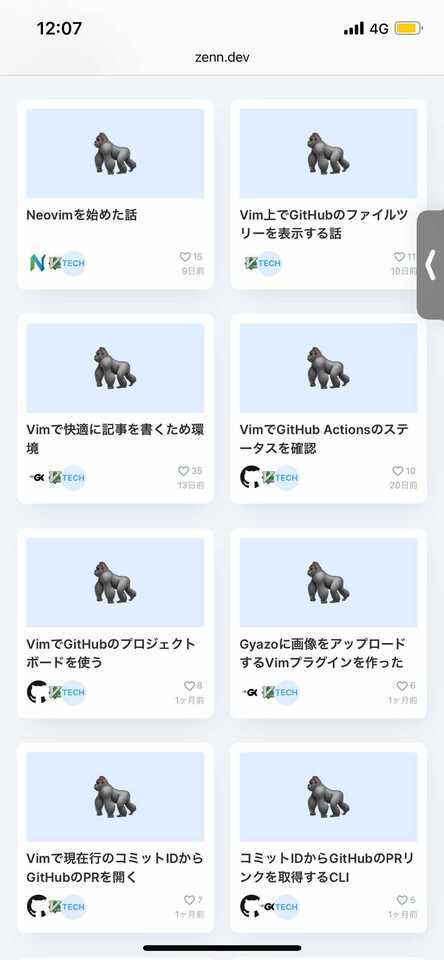 12:07
4G
zenn.dev
Neovimを始めた話
TECH
15
9日前
Vim上でGitHubのファイルツ
リーを表示する話
TECH
11
10日前
Vimで快適に記事を書くため環
境
GK
TECH
35
13日前
VimでGitHub Actionsのステ
ータスを確認
TECH
10
20日前
VimでGitHubのプロジェクト
ボードを使う
TECH
8
1ヶ月前
Gyazoに画像をアップロード
するVimプラグインを作った
TECH
6
1ヶ月前
Vimで現在行のコミットIDから
GitHubのPRを開く
TECH
7
1ヶ月前
コミットIDからGitHubのPRリ
ンクを取得するCLI
TECH
5
1ヶ月前